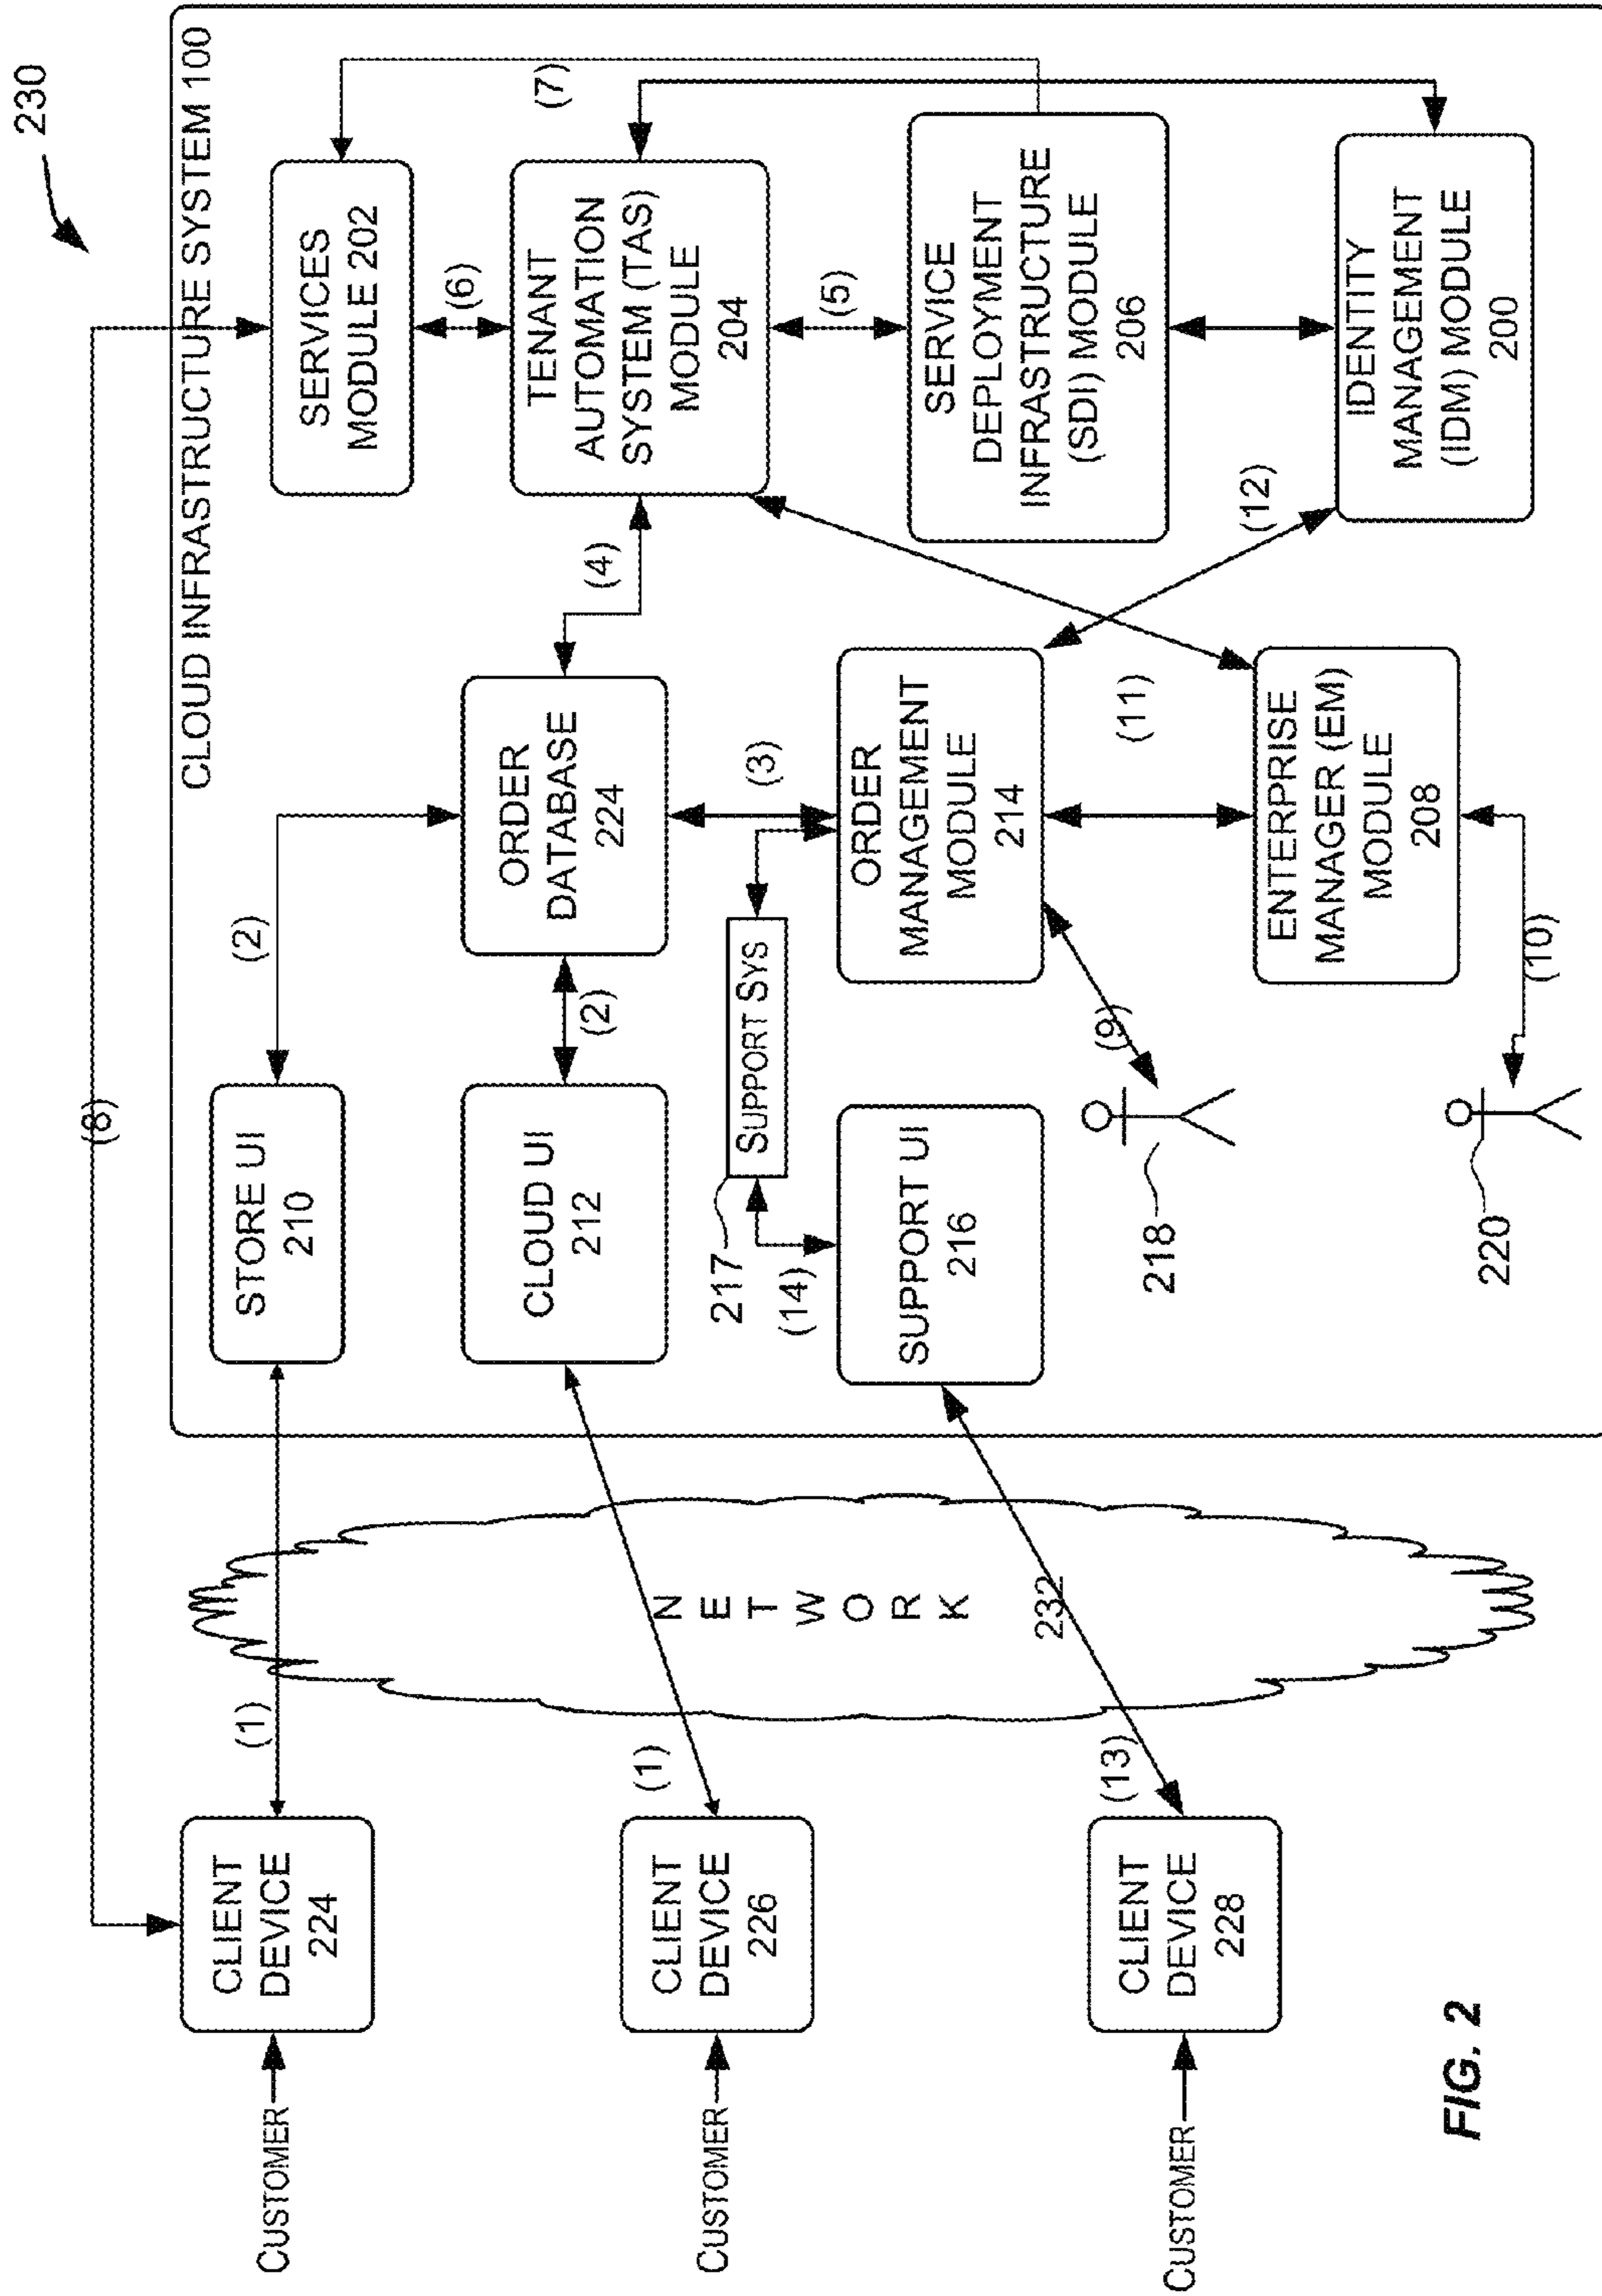 230
(8)
CLOUD INFRASTRUCTURE SYSTEM 100
CUSTOMER
CLIENT
DEVICE
224
(1)
STORE UI
210
(2)
SERVICES
MODULE 202
(6)
(7)
CUSTOMER
CLIENT
DEVICE
226
(1)
N
E
T
W
O
R
K
232
CLOUD UI
212
(2)
ORDER
DATABASE
224
(4)
TENANT
AUTOMATION
SYSTEM (TAS)
MODULE
204
(5)
217
SUPPORT SYS
(3)
(14)
CUSTOMER
CLIENT
DEVICE
228
(13)
SUPPORT UI
216
ORDER
MANAGEMENT
MODULE
214
SERVICE
DEPLOYMENT
INFRASTRUCTURE
(SDI) MODULE
206
218
(9)
(11)
(12)
ENTERPRISE
MANAGER (EM)
MODULE
208
IDENTITY
MANAGEMENT
(IDM) MODULE
200
220
(10)
FIG. 2